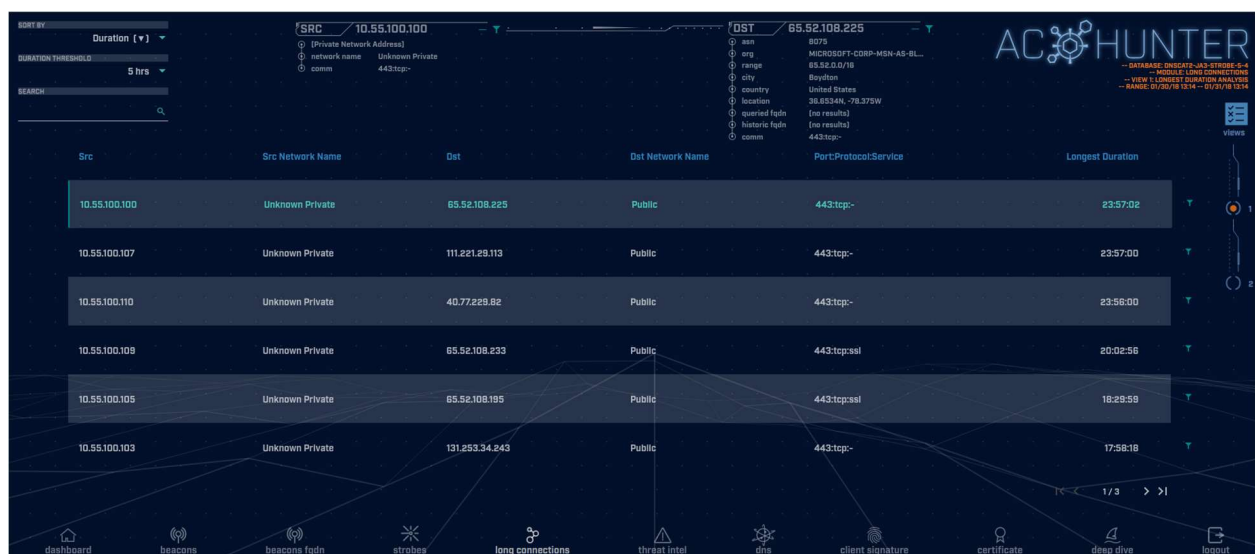 SORT BY
Duration (▼)
DURATION THRESHOLD
5 hrs
SEARCH
SRC 10.55.100.100
[Private Network Address]
network name Unknown Private
comm 443:tcp:-
DST 65.52.108.225
asn 8075
org MICROSOFT-CORP-MSN-AS-BL...
range 65.52.0.0/16
city Boydton
country United States
location 36.6534N, -78.375W
queried fqdn (no results)
historic fqdn (no results)
comm 443:tcp:-
AC HUNTER
-- DATABASE: DNSCAT2-JA3-STROBE-S-4
-- MODULE: LONG CONNECTIONS
-- VIEW 1: LONGEST DURATION ANALYSIS
-- RANGE: 01/30/18 13:14 -- 01/31/18 13:14
views
1
2
Src Src Network Name Dst Dst Network Name Port:Protocol:Service Longest Duration
10.55.100.100 Unknown Private 65.52.108.225 Public 443:tcp:- 23:57:02
10.55.100.107 Unknown Private 111.221.29.113 Public 443:tcp:- 23:57:00
10.55.100.110 Unknown Private 40.77.229.82 Public 443:tcp:- 23:56:00
10.55.100.109 Unknown Private 65.52.108.233 Public 443:tcp:ssl 20:02:56
10.55.100.105 Unknown Private 65.52.108.195 Public 443:tcp:ssl 18:29:59
10.55.100.103 Unknown Private 131.253.34.243 Public 443:tcp:- 17:58:18
1/3
dashboard beacons beacons fqdn strobes long connections threat intel dns client signature certificate deep dive logout